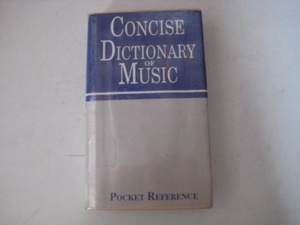 CONCISE
DICTIONARY
OF
MUSIC
POCKET REFERENCE